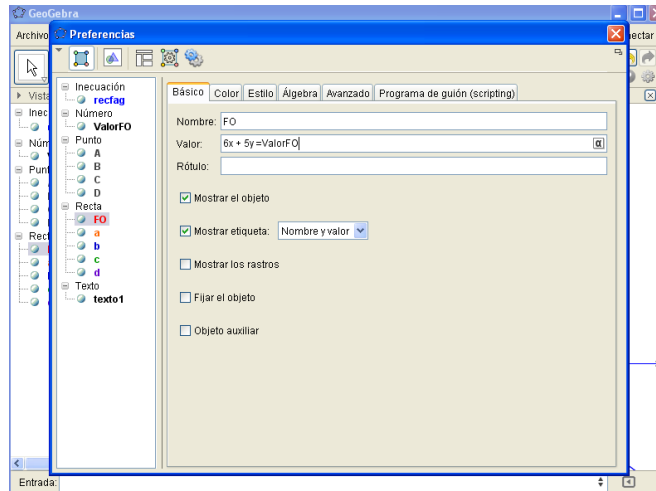 GeoGebra
Archivo
ectar
Preferencias
Vista
Inec
Núm
Punt
Rect
Inecuación
recfag
Número
ValorFO
Punto
A
B
C
D
Recta
FO
a
b
c
d
Texto
texto1
Básico Color Estilo Álgebra Avanzado Programa de guión (scripting)
Nombre: FO
Valor: 6x + 5y =ValorFO α
Rótulo:
Mostrar el objeto
Mostrar etiqueta: Nombre y valor
Mostrar los rastros
Fijar el objeto
Objeto auxiliar
Entrada: